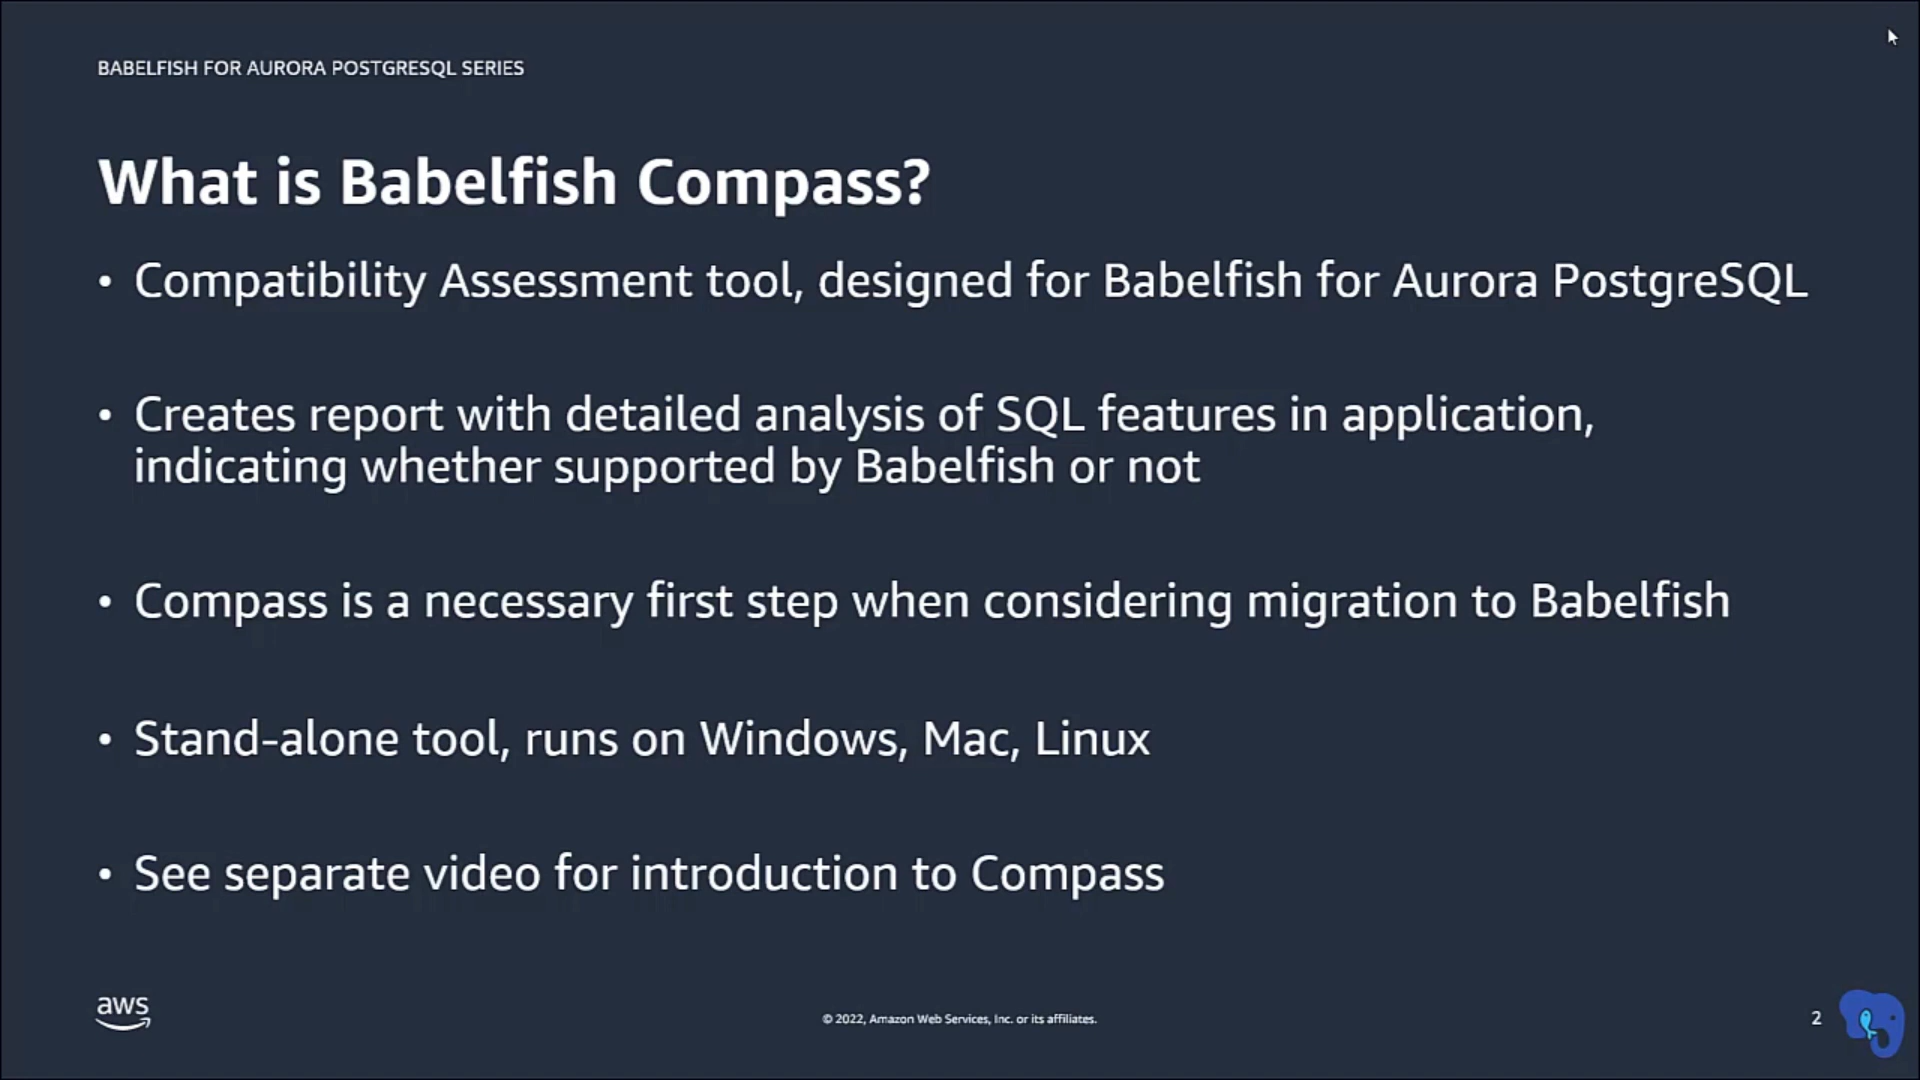 BABELFISH FOR AURORA POSTGRESQL SERIES
What is Babelfish Compass?
• Compatibility Assessment tool, designed for Babelfish for Aurora PostgreSQL
• Creates report with detailed analysis of SQL features in application,
indicating whether supported by Babelfish or not
• Compass is a necessary first step when considering migration to Babelfish
• Stand-alone tool, runs on Windows, Mac, Linux
• See separate video for introduction to Compass
aws
© 2022, Amazon Web Services, Inc. or its affiliates.
2